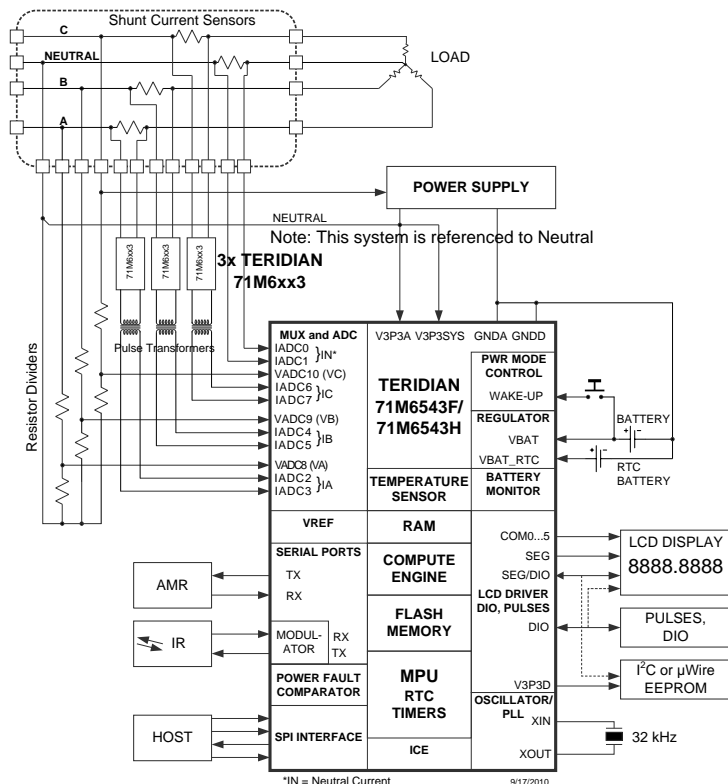 Shunt Current Sensors
C
NEUTRAL
B
A
LOAD
POWER SUPPLY
NEUTRAL
Note: This system is referenced to Neutral
71M6xx3
71M6xx3
71M6xx3
3x TERIDIAN
71M6xx3
Pulse Transformers
Resistor Dividers
MUX and ADC
IADC0
IADC1
}IN*
VADC10 (VC)
IADC6
IADC7
}IC
VADC9 (VB)
IADC4
IADC5
}IB
VADC8 (VA)
IADC2
IADC3
}IA
V3P3A V3P3SYS GNDA GNDD
TERIDIAN
71M6543F/
71M6543H
PWR MODE
CONTROL
WAKE-UP
REGULATOR
VBAT
VBAT_RTC
BATTERY
RTC
BATTERY
TEMPERATURE
SENSOR
BATTERY
MONITOR
VREF
RAM
SERIAL PORTS
TX
RX
AMR
COMPUTE
ENGINE
COM0...5
SEG
SEG/DIO
LCD DRIVER
DIO, PULSES
DIO
LCD DISPLAY
8888.8888
PULSES,
DIO
FLASH
MEMORY
IR
MODUL-
ATOR
RX
TX
POWER FAULT
COMPARATOR
MPU
RTC
TIMERS
V3P3D
I²C or µWire
EEPROM
OSCILLATOR/
PLL
XIN
XOUT
32 kHz
HOST
SPI INTERFACE
ICE
*IN = Neutral Current
9/17/2010